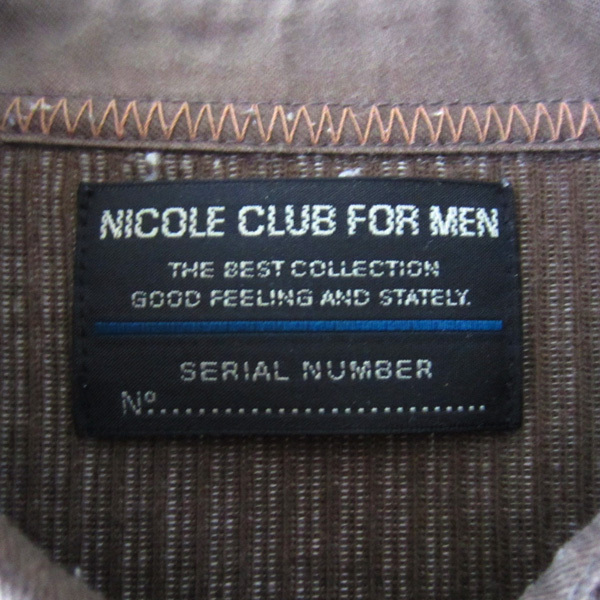 NICOLE CLUB FOR MEN
THE BEST COLLECTION
GOOD FEELING AND STATELY.
SERIAL NUMBER
Nº..............................